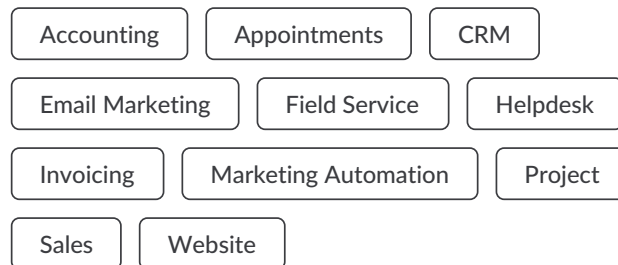 Accounting Appointments CRM
Email Marketing Field Service Helpdesk
Invoicing Marketing Automation Project
Sales Website